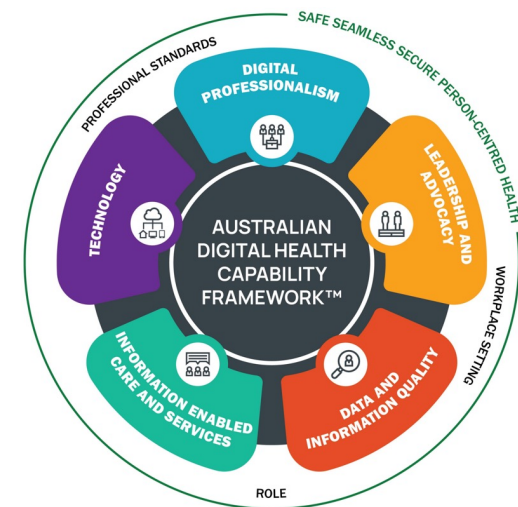 SAFE SEAMLESS SECURE PERSON-CENTRED HEALTH
PROFESSIONAL STANDARDS
DIGITAL
PROFESSIONALISM
LEADERSHIP AND
ADVOCACY
TECHNOLOGY
AUSTRALIAN
DIGITAL HEALTH
CAPABILITY
FRAMEWORK™
WORKPLACE SETTING
INFORMATION ENABLED
CARE AND SERVICES
DATA AND
INFORMATION QUALITY
ROLE